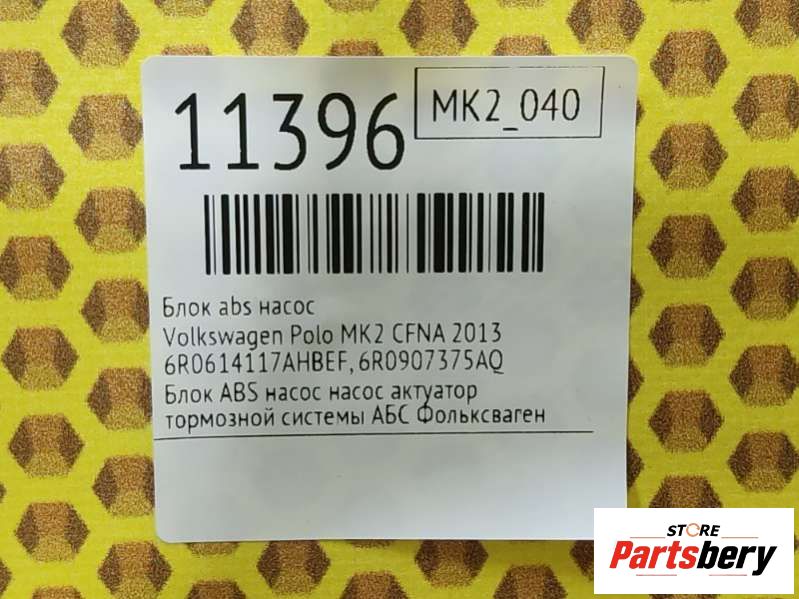 11396
MK2_040
Блок abs насос
Volkswagen Polo MK2 CFNA 2013
6R0614117AHBEF, 6R0907375AQ
Блок ABS насос насос актуатор
тормозной системы АБС Фольксваген
STORE
Partsbery